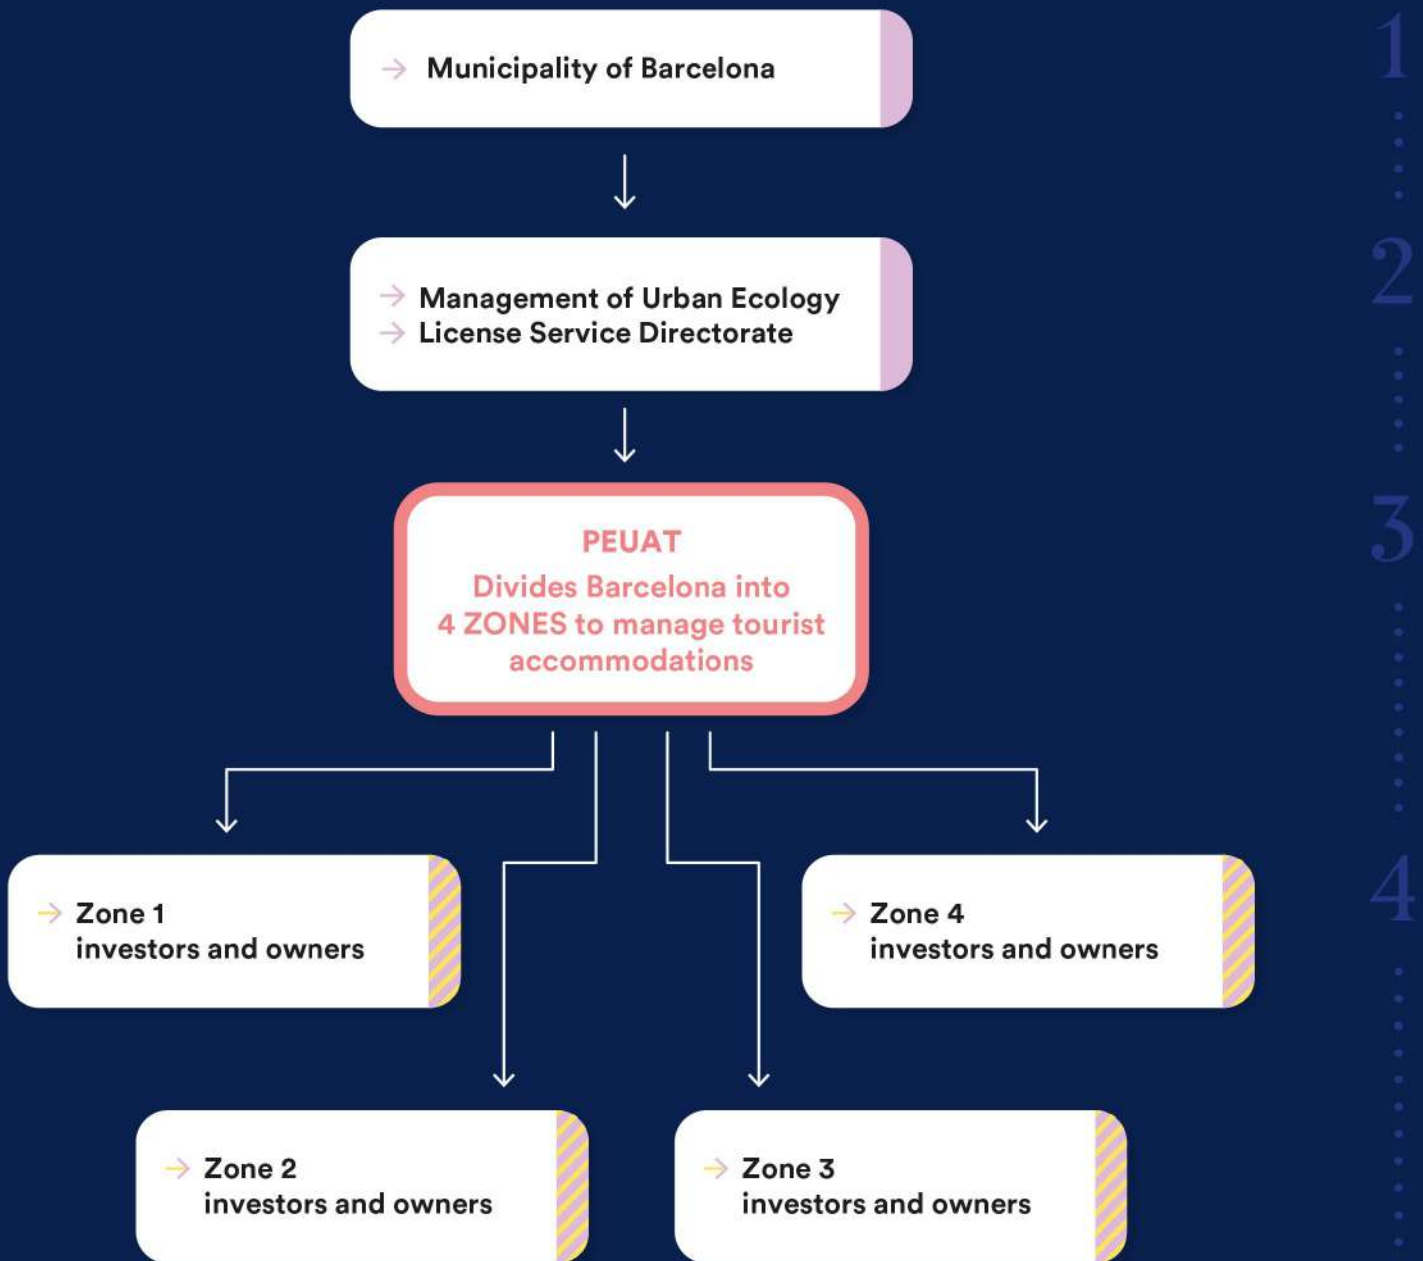 Municipality of Barcelona
1
Management of Urban Ecology
License Service Directorate
2
PEUAT
Divides Barcelona into
4 ZONES to manage tourist
accommodations
3
Zone 1
investors and owners
Zone 4
investors and owners
4
Zone 2
investors and owners
Zone 3
investors and owners